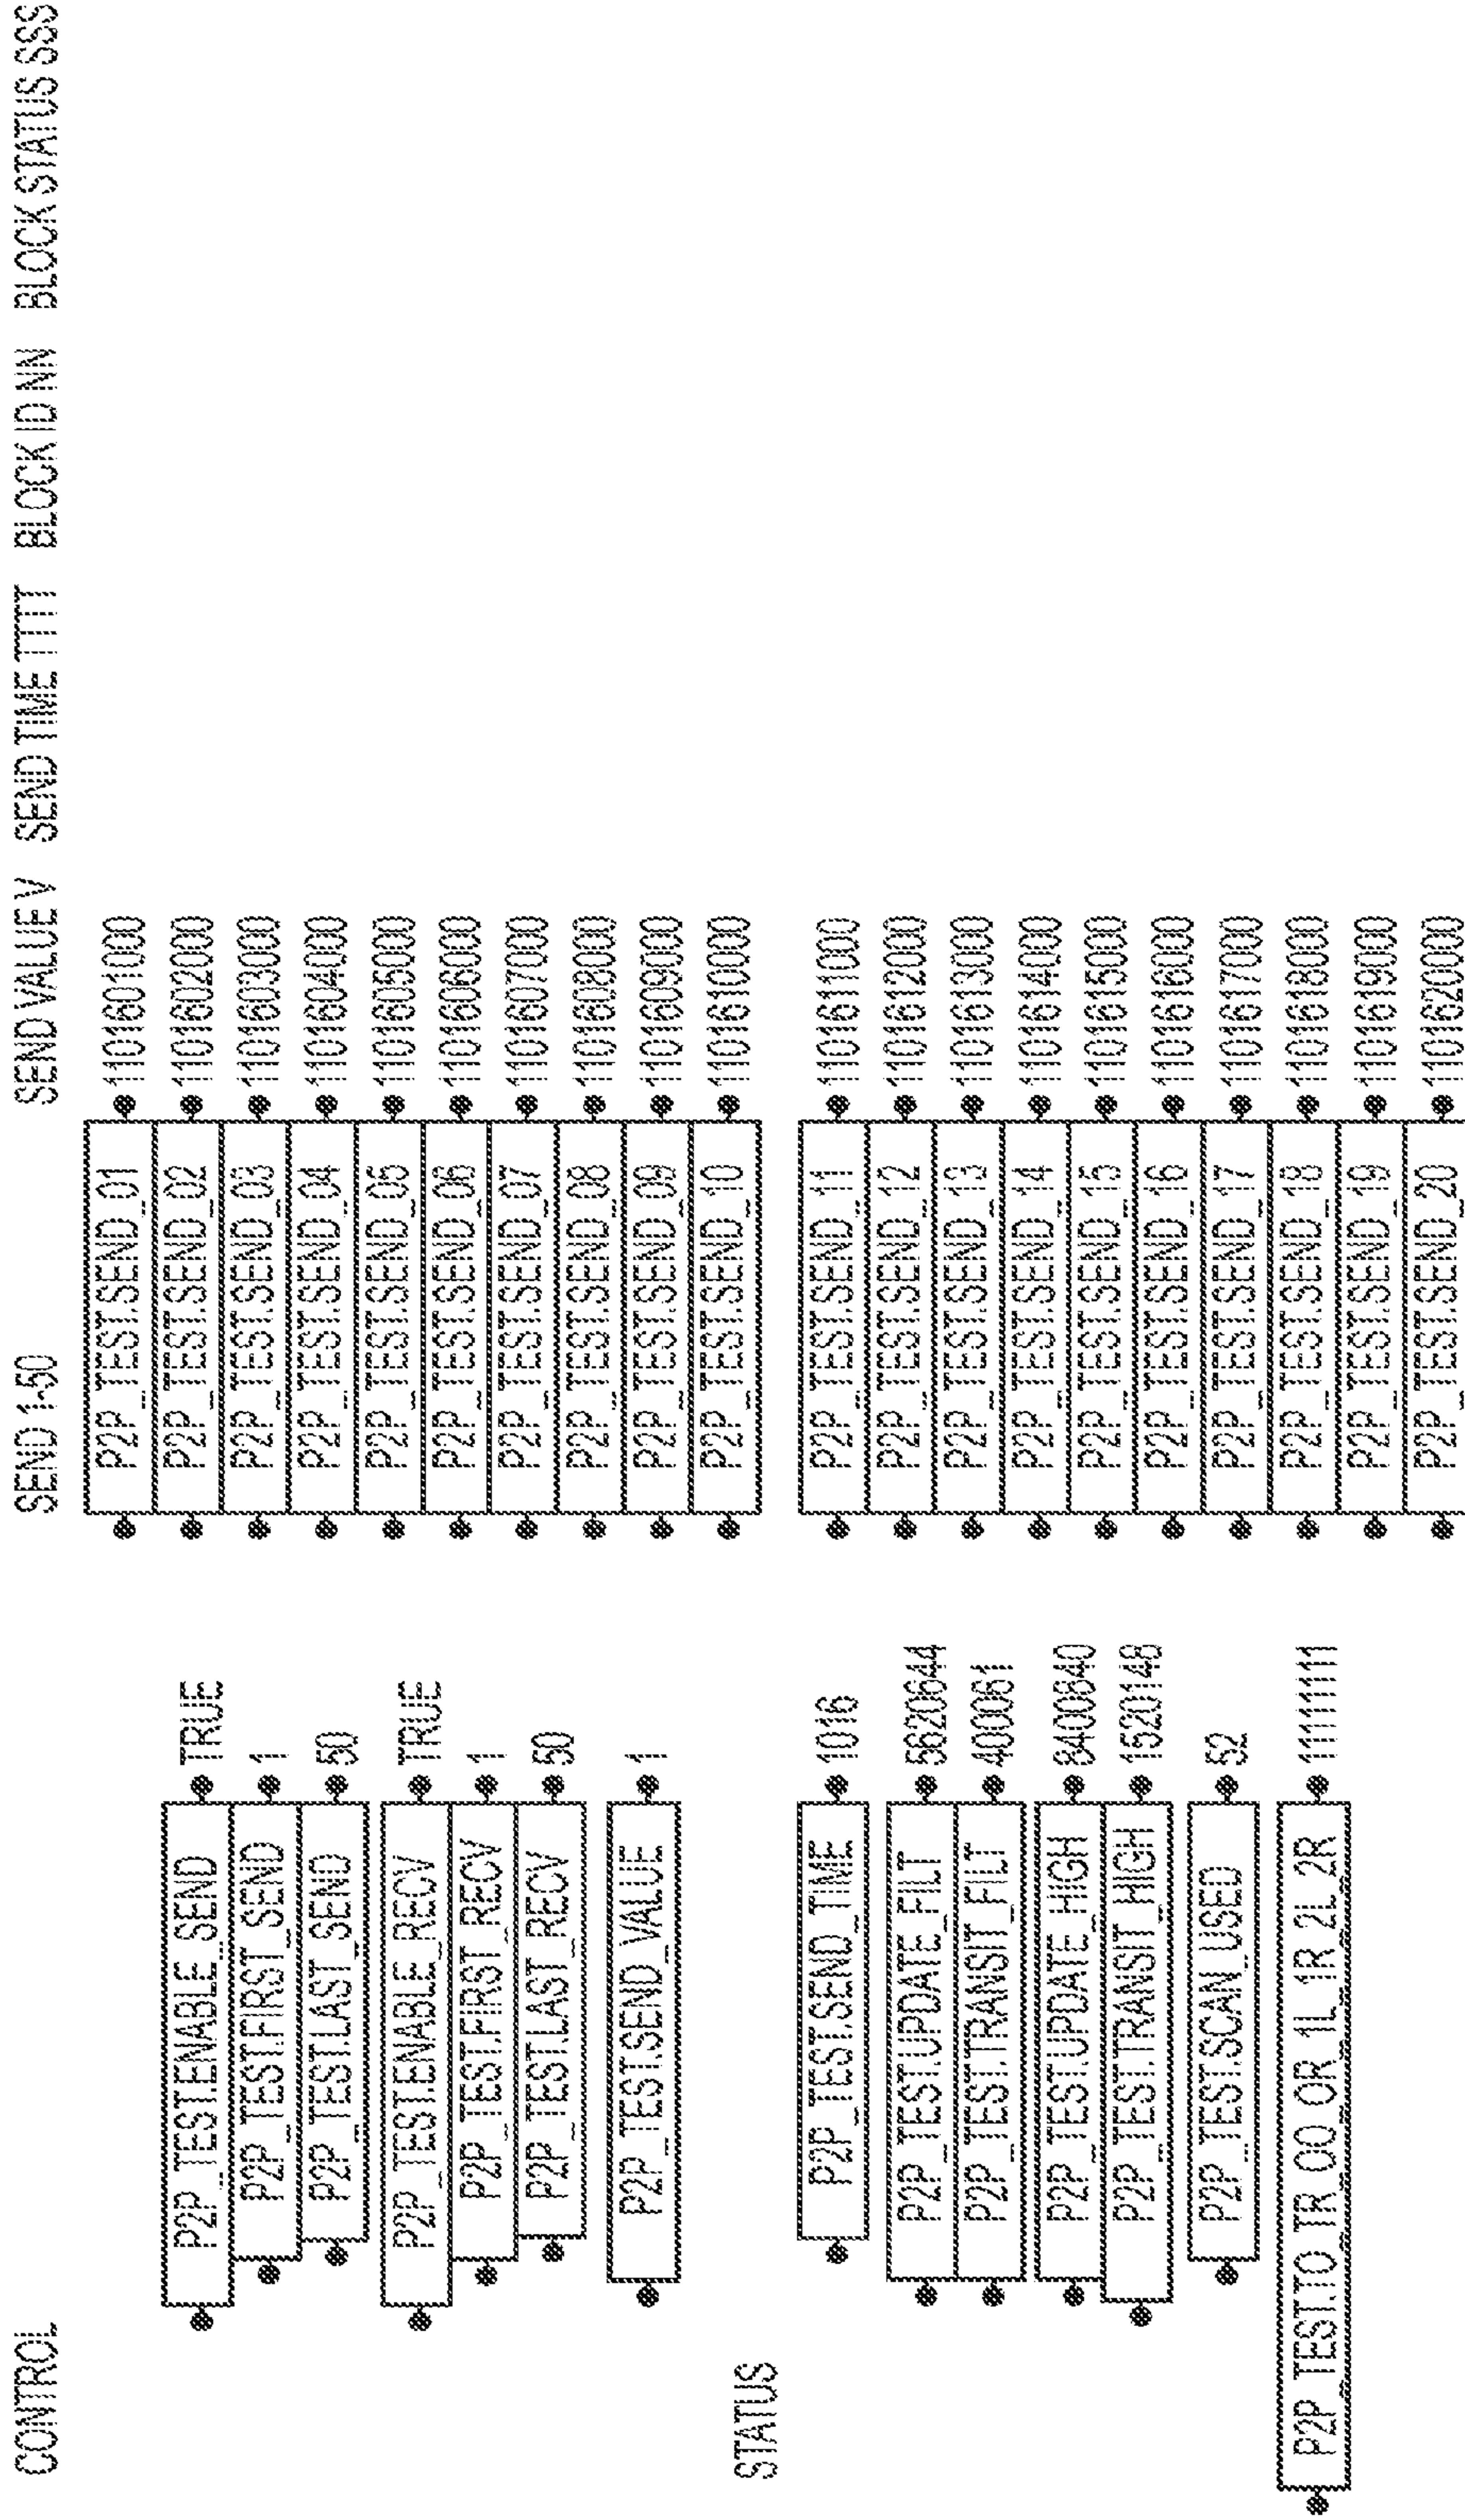 CONTROL
P2P_TEST.ENABLE_SEND TRUE
P2P_TEST.FIRST_SEND 1
P2P_TEST.LAST_SEND 50
P2P_TEST.ENABLE_RECV TRUE
P2P_TEST.FIRST_RECV 1
P2P_TEST.LAST_RECV 50
P2P_TEST.SEND_VALUE 1
STATUS
P2P_TEST.SEND_TIME 1016
P2P_TEST.UPDATE_FILT 5620644
P2P_TEST.TRANSIT_FILT 400061
P2P_TEST.UPDATE_HIGH 8400840
P2P_TEST.TRANSIT_HIGH 1520148
P2P_TEST.SCAN_USED 52
P2P_TEST.TO_TR_OO_OR_1L_1R_2L_2R 11111111
SEND 1-50 SEND VALUE V SEND TIME TTTT BLOCK ID NN BLOCK STATUS SSS
P2P_TEST.SEND_01 1101601000
P2P_TEST.SEND_02 1101602000
P2P_TEST.SEND_03 1101603000
P2P_TEST.SEND_04 1101604000
P2P_TEST.SEND_05 1101605000
P2P_TEST.SEND_06 1101606000
P2P_TEST.SEND_07 1101607000
P2P_TEST.SEND_08 1101608000
P2P_TEST.SEND_09 1101609000
P2P_TEST.SEND_10 1101610000
P2P_TEST.SEND_11 1101611000
P2P_TEST.SEND_12 1101612000
P2P_TEST.SEND_13 1101613000
P2P_TEST.SEND_14 1101614000
P2P_TEST.SEND_15 1101615000
P2P_TEST.SEND_16 1101616000
P2P_TEST.SEND_17 1101617000
P2P_TEST.SEND_18 1101618000
P2P_TEST.SEND_19 1101619000
P2P_TEST.SEND_20 1101620000